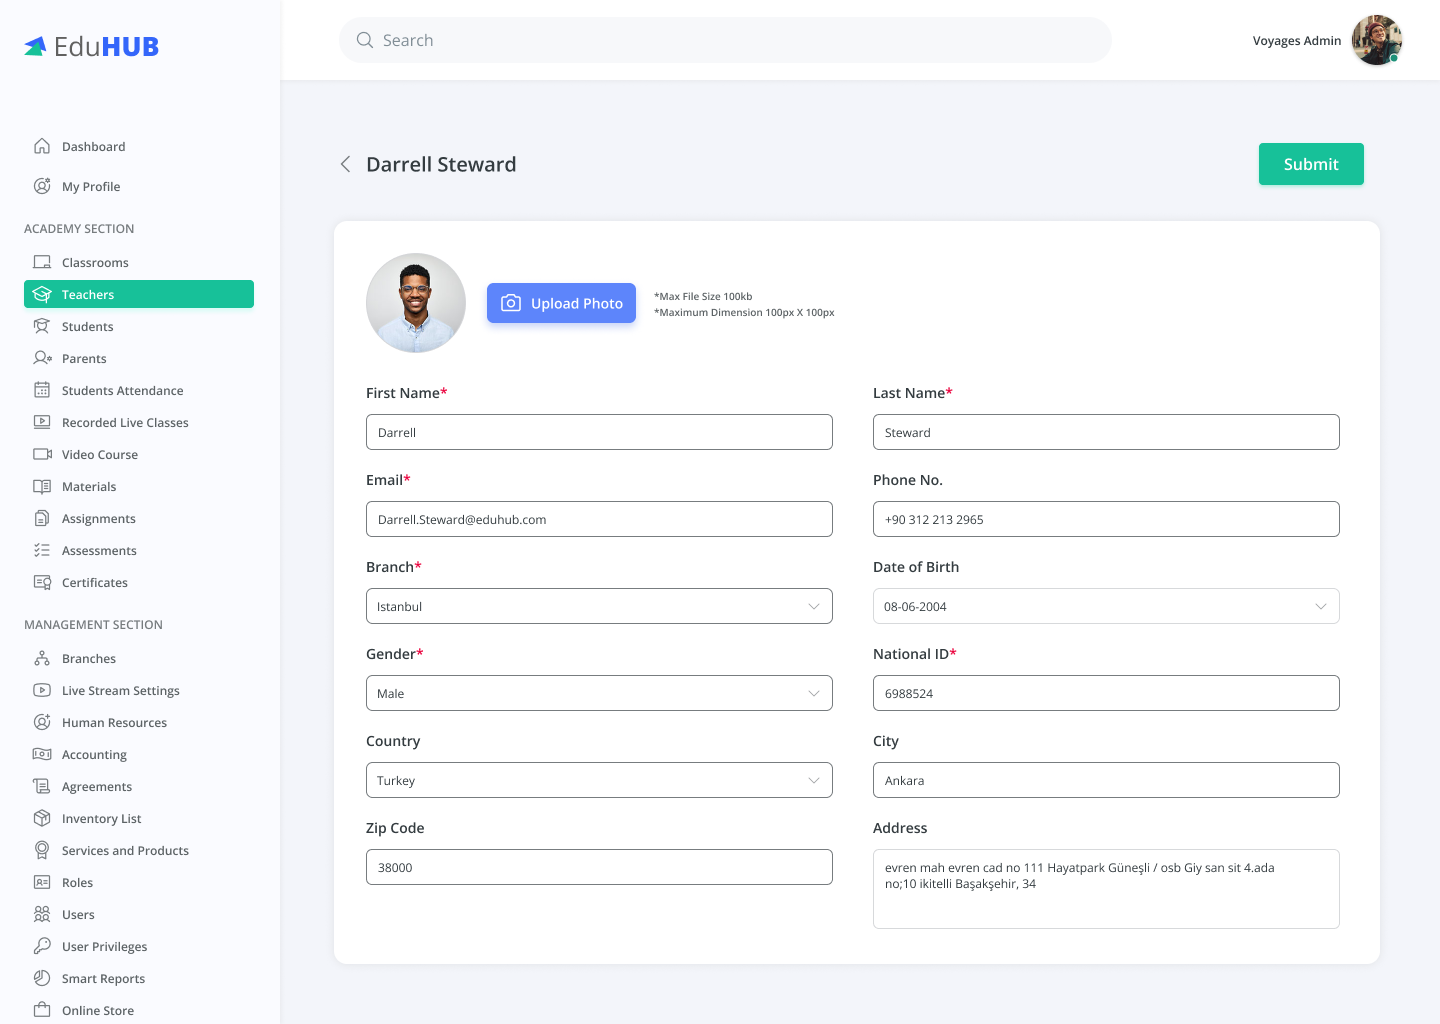 EduHUB
Search
Voyages Admin
Dashboard
My Profile
ACADEMY SECTION
Classrooms
Teachers
Students
Parents
Students Attendance
Recorded Live Classes
Video Course
Materials
Assignments
Assessments
Certificates
MANAGEMENT SECTION
Branches
Live Stream Settings
Human Resources
Accounting
Agreements
Inventory List
Services and Products
Roles
Users
User Privileges
Smart Reports
Online Store
Darrell Steward
Submit
Upload Photo
*Max File Size 100kb
*Maximum Dimension 100px X 100px
First Name*
Darrell
Last Name*
Steward
Email*
Darrell.Steward@eduhub.com
Phone No.
+90 312 213 2965
Branch*
Istanbul
Date of Birth
08-06-2004
Gender*
Male
National ID*
6988524
Country
Turkey
City
Ankara
Zip Code
38000
Address
evren mah evren cad no 111 Hayatpark Güneşli / osb Giy san sit 4.ada
no;10 ikitelli Başakşehir, 34